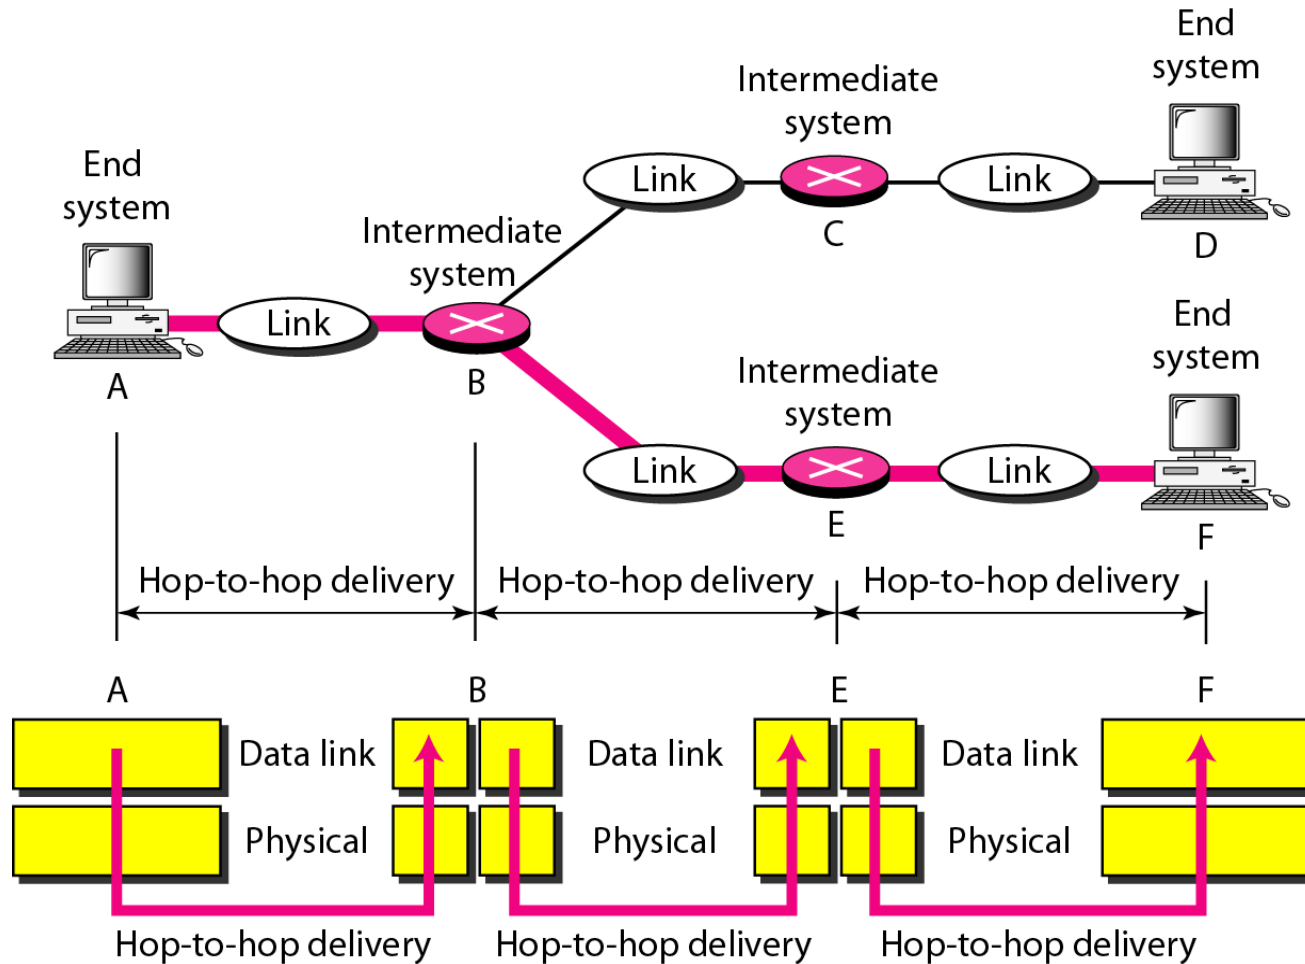 End
system
Intermediate
system
Link
Link
C
D
End
system
A
Intermediate
system
Link
B
End
system
Intermediate
system
Link
Link
E
F
Hop-to-hop delivery
Hop-to-hop delivery
Hop-to-hop delivery
A
B
E
F
Data link
Data link
Data link
Physical
Physical
Physical
Hop-to-hop delivery
Hop-to-hop delivery
Hop-to-hop delivery